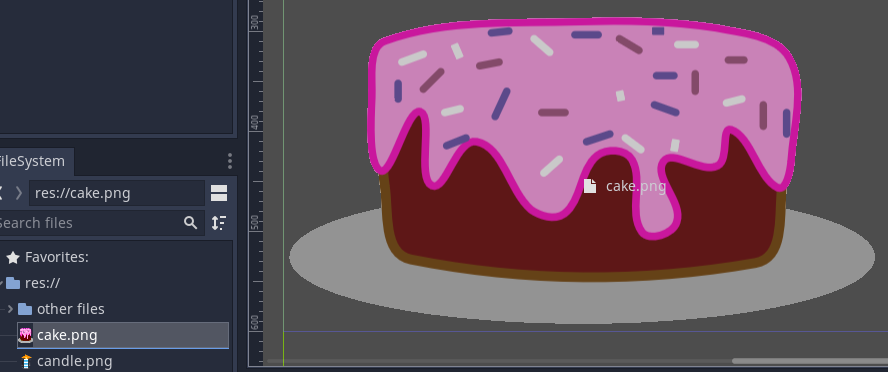 FileSystem
res://cake.png
Search files
Favorites:
res://
other files
cake.png
candle.png
300
400
500
600
cake.png